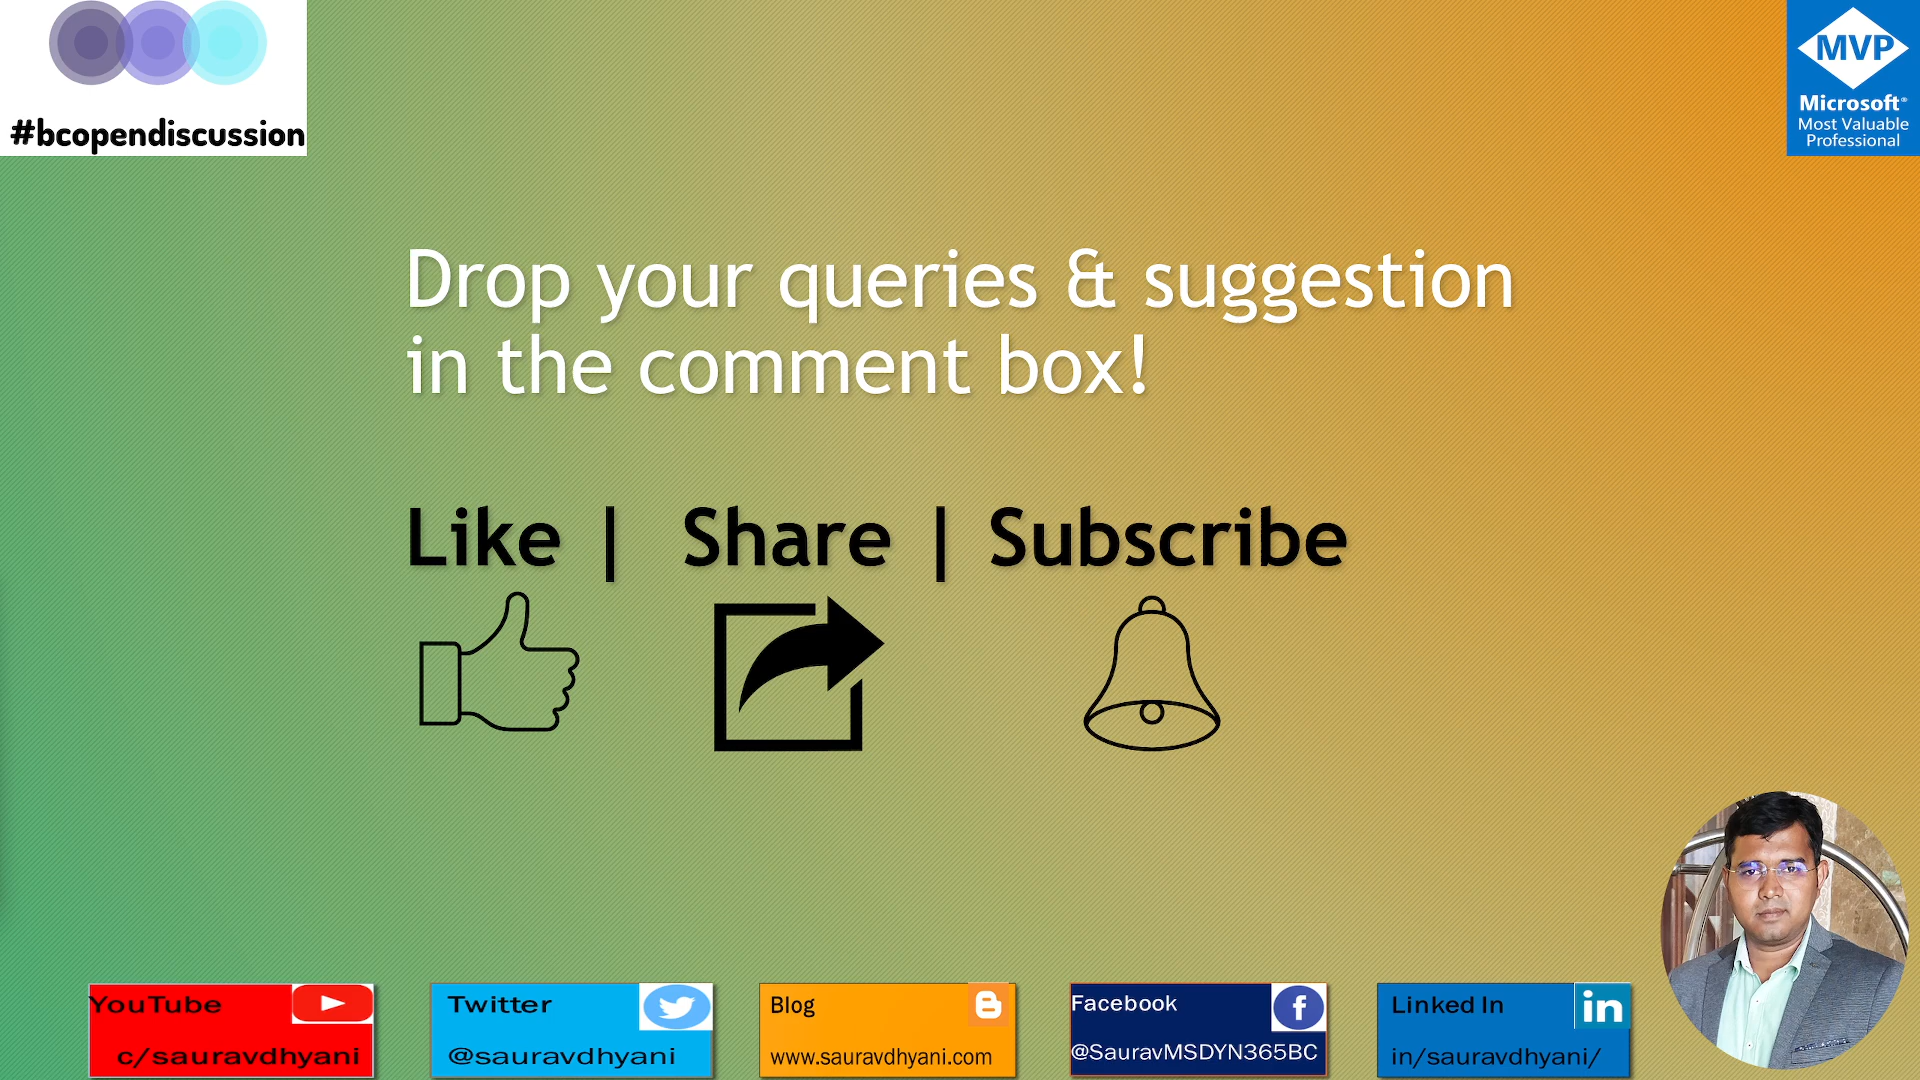 #bcopendiscussion
MVP
Microsoft®
Most Valuable
Professional
Drop your queries & suggestion
in the comment box!
Like | Share | Subscribe
YouTube
c/sauravdhyani
Twitter
@sauravdhyani
Blog
www.sauravdhyani.com
Facebook
f
@SauravMSDYN365BC
Linked In
in
in/sauravdhyani/